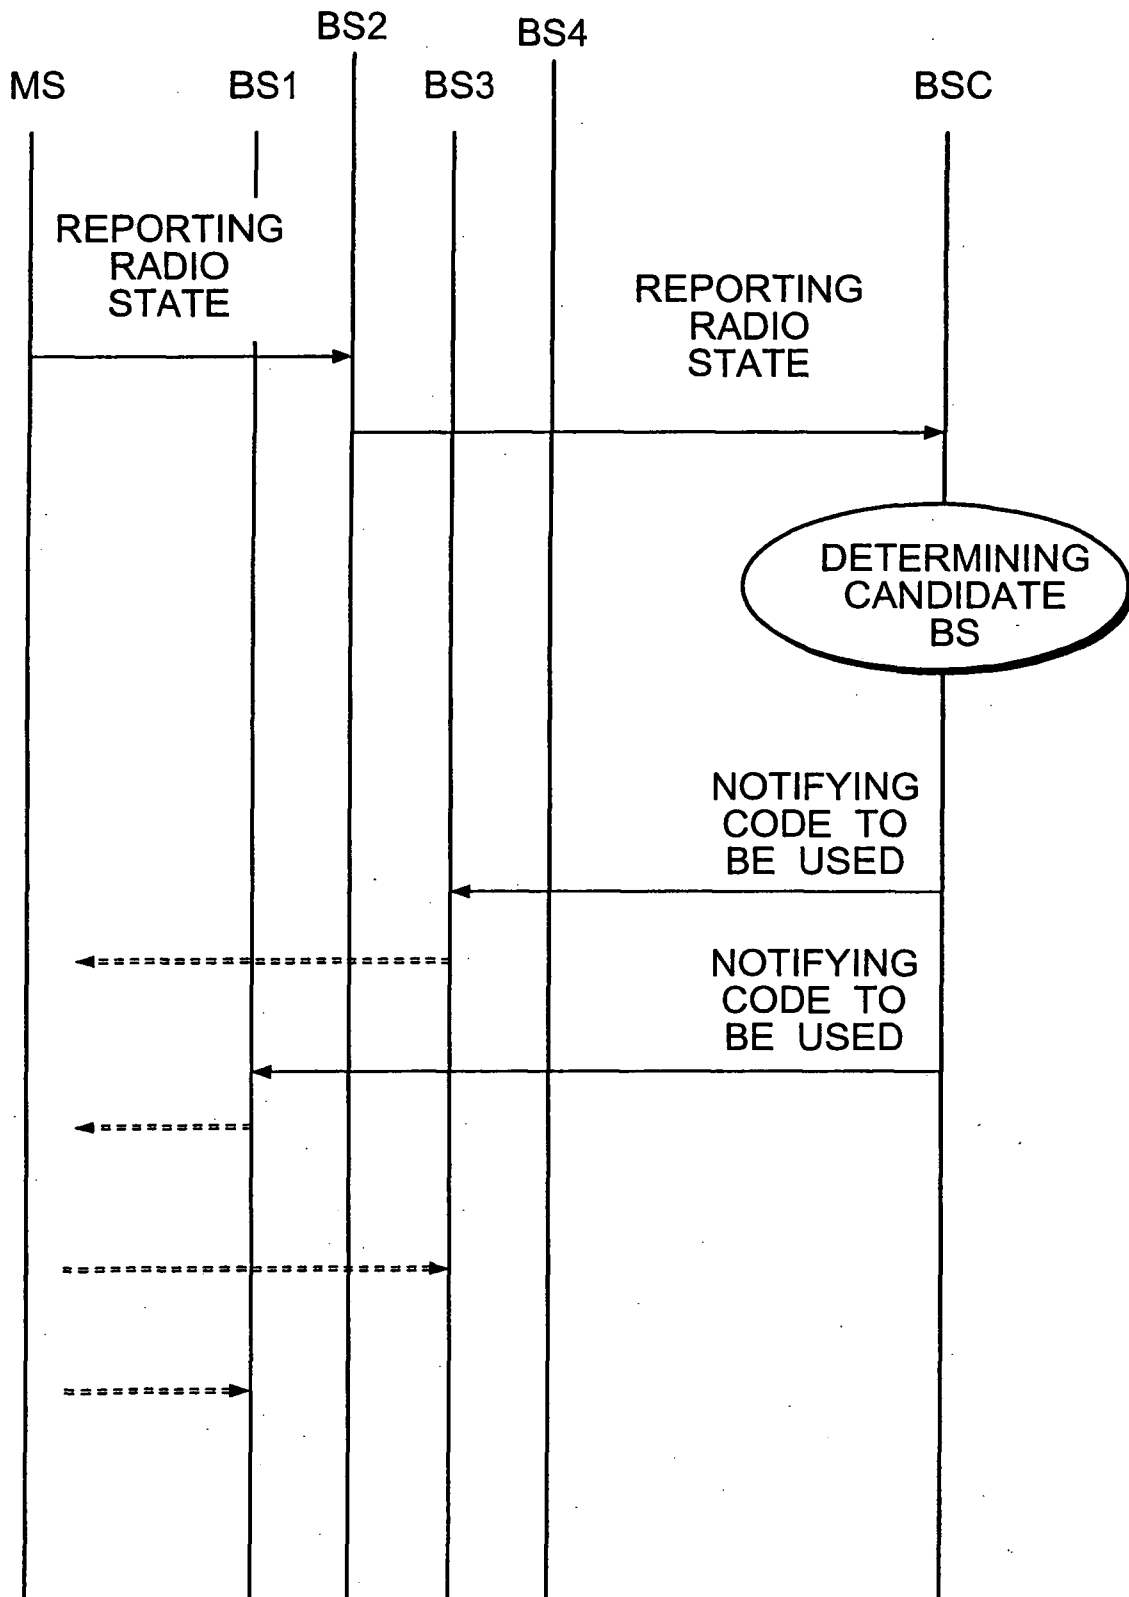 BS2
BS4
MS
BS1
BS3
BSC
REPORTING
RADIO
STATE
REPORTING
RADIO
STATE
DETERMINING
CANDIDATE
BS
NOTIFYING
CODE TO
BE USED
NOTIFYING
CODE TO
BE USED